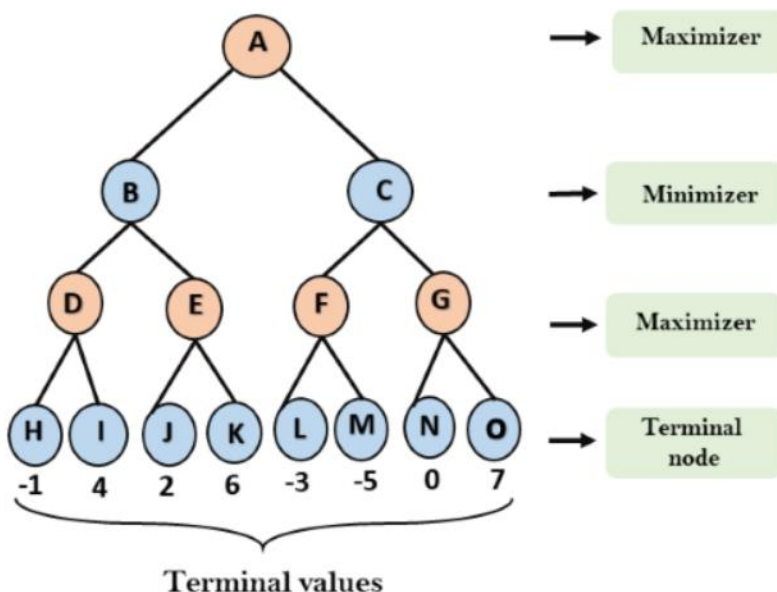 A
Maximizer
B
C
Minimizer
D
E
F
G
Maximizer
H
I
J
K
L
M
N
O
Terminal
node
-1
4
2
6
-3
-5
0
7
Terminal values